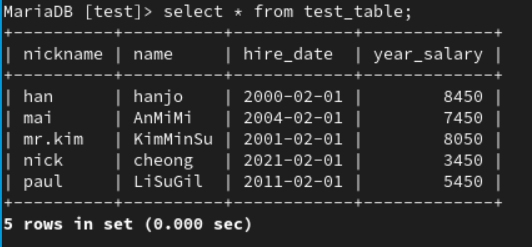 MariaDB [test]> select * from test_table;
+----------+----------+------------+-------------+
| nickname | name     | hire_date  | year_salary |
+----------+----------+------------+-------------+
| han      | hanjo    | 2000-02-01 |        8450 |
| mai      | AnMiMi   | 2004-02-01 |        7450 |
| mr.kim   | KimMinSu | 2001-02-01 |        8050 |
| nick     | cheong   | 2021-02-01 |        3450 |
| paul     | LiSuGil  | 2011-02-01 |        5450 |
+----------+----------+------------+-------------+
5 rows in set (0.000 sec)